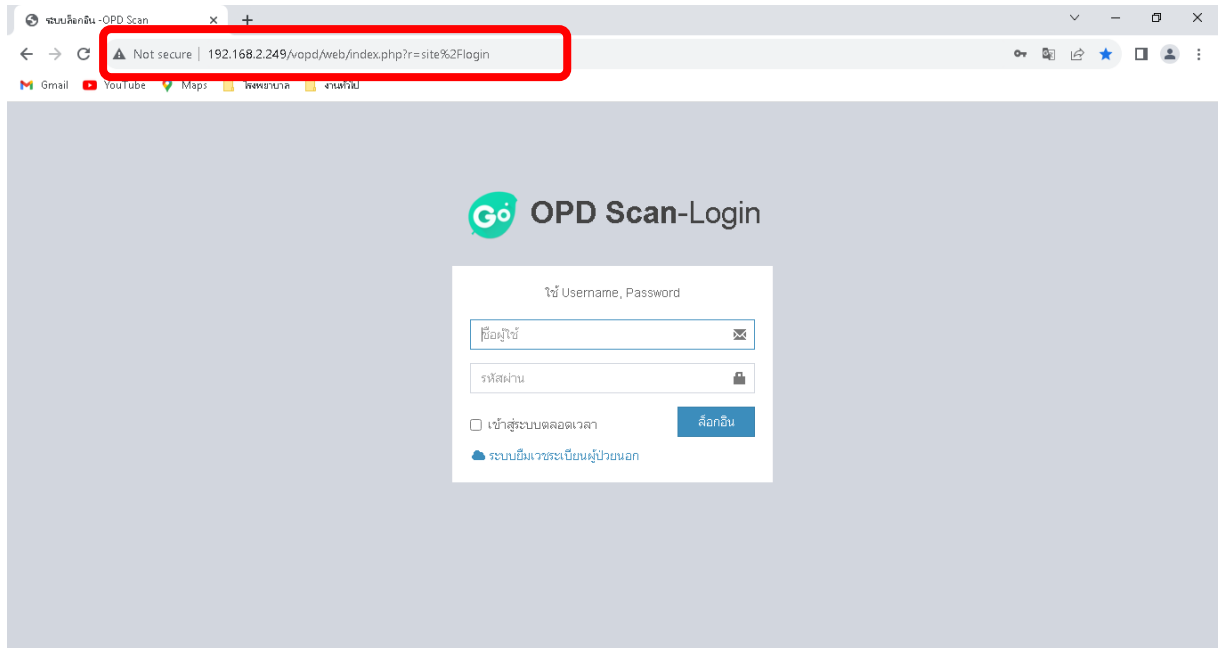 ระบบล็อกอิน -OPD Scan
Not secure | 192.168.2.249/vopd/web/index.php?r=site%2Flogin
Gmail YouTube Maps โรงพยาบาล งานทั่วไป
Go OPD Scan-Login
ใช้ Username, Password
ชื่อผู้ใช้
รหัสผ่าน
เข้าสู่ระบบตลอดเวลา ล็อกอิน
ระบบยืมเวชระเบียนผู้ป่วยนอก